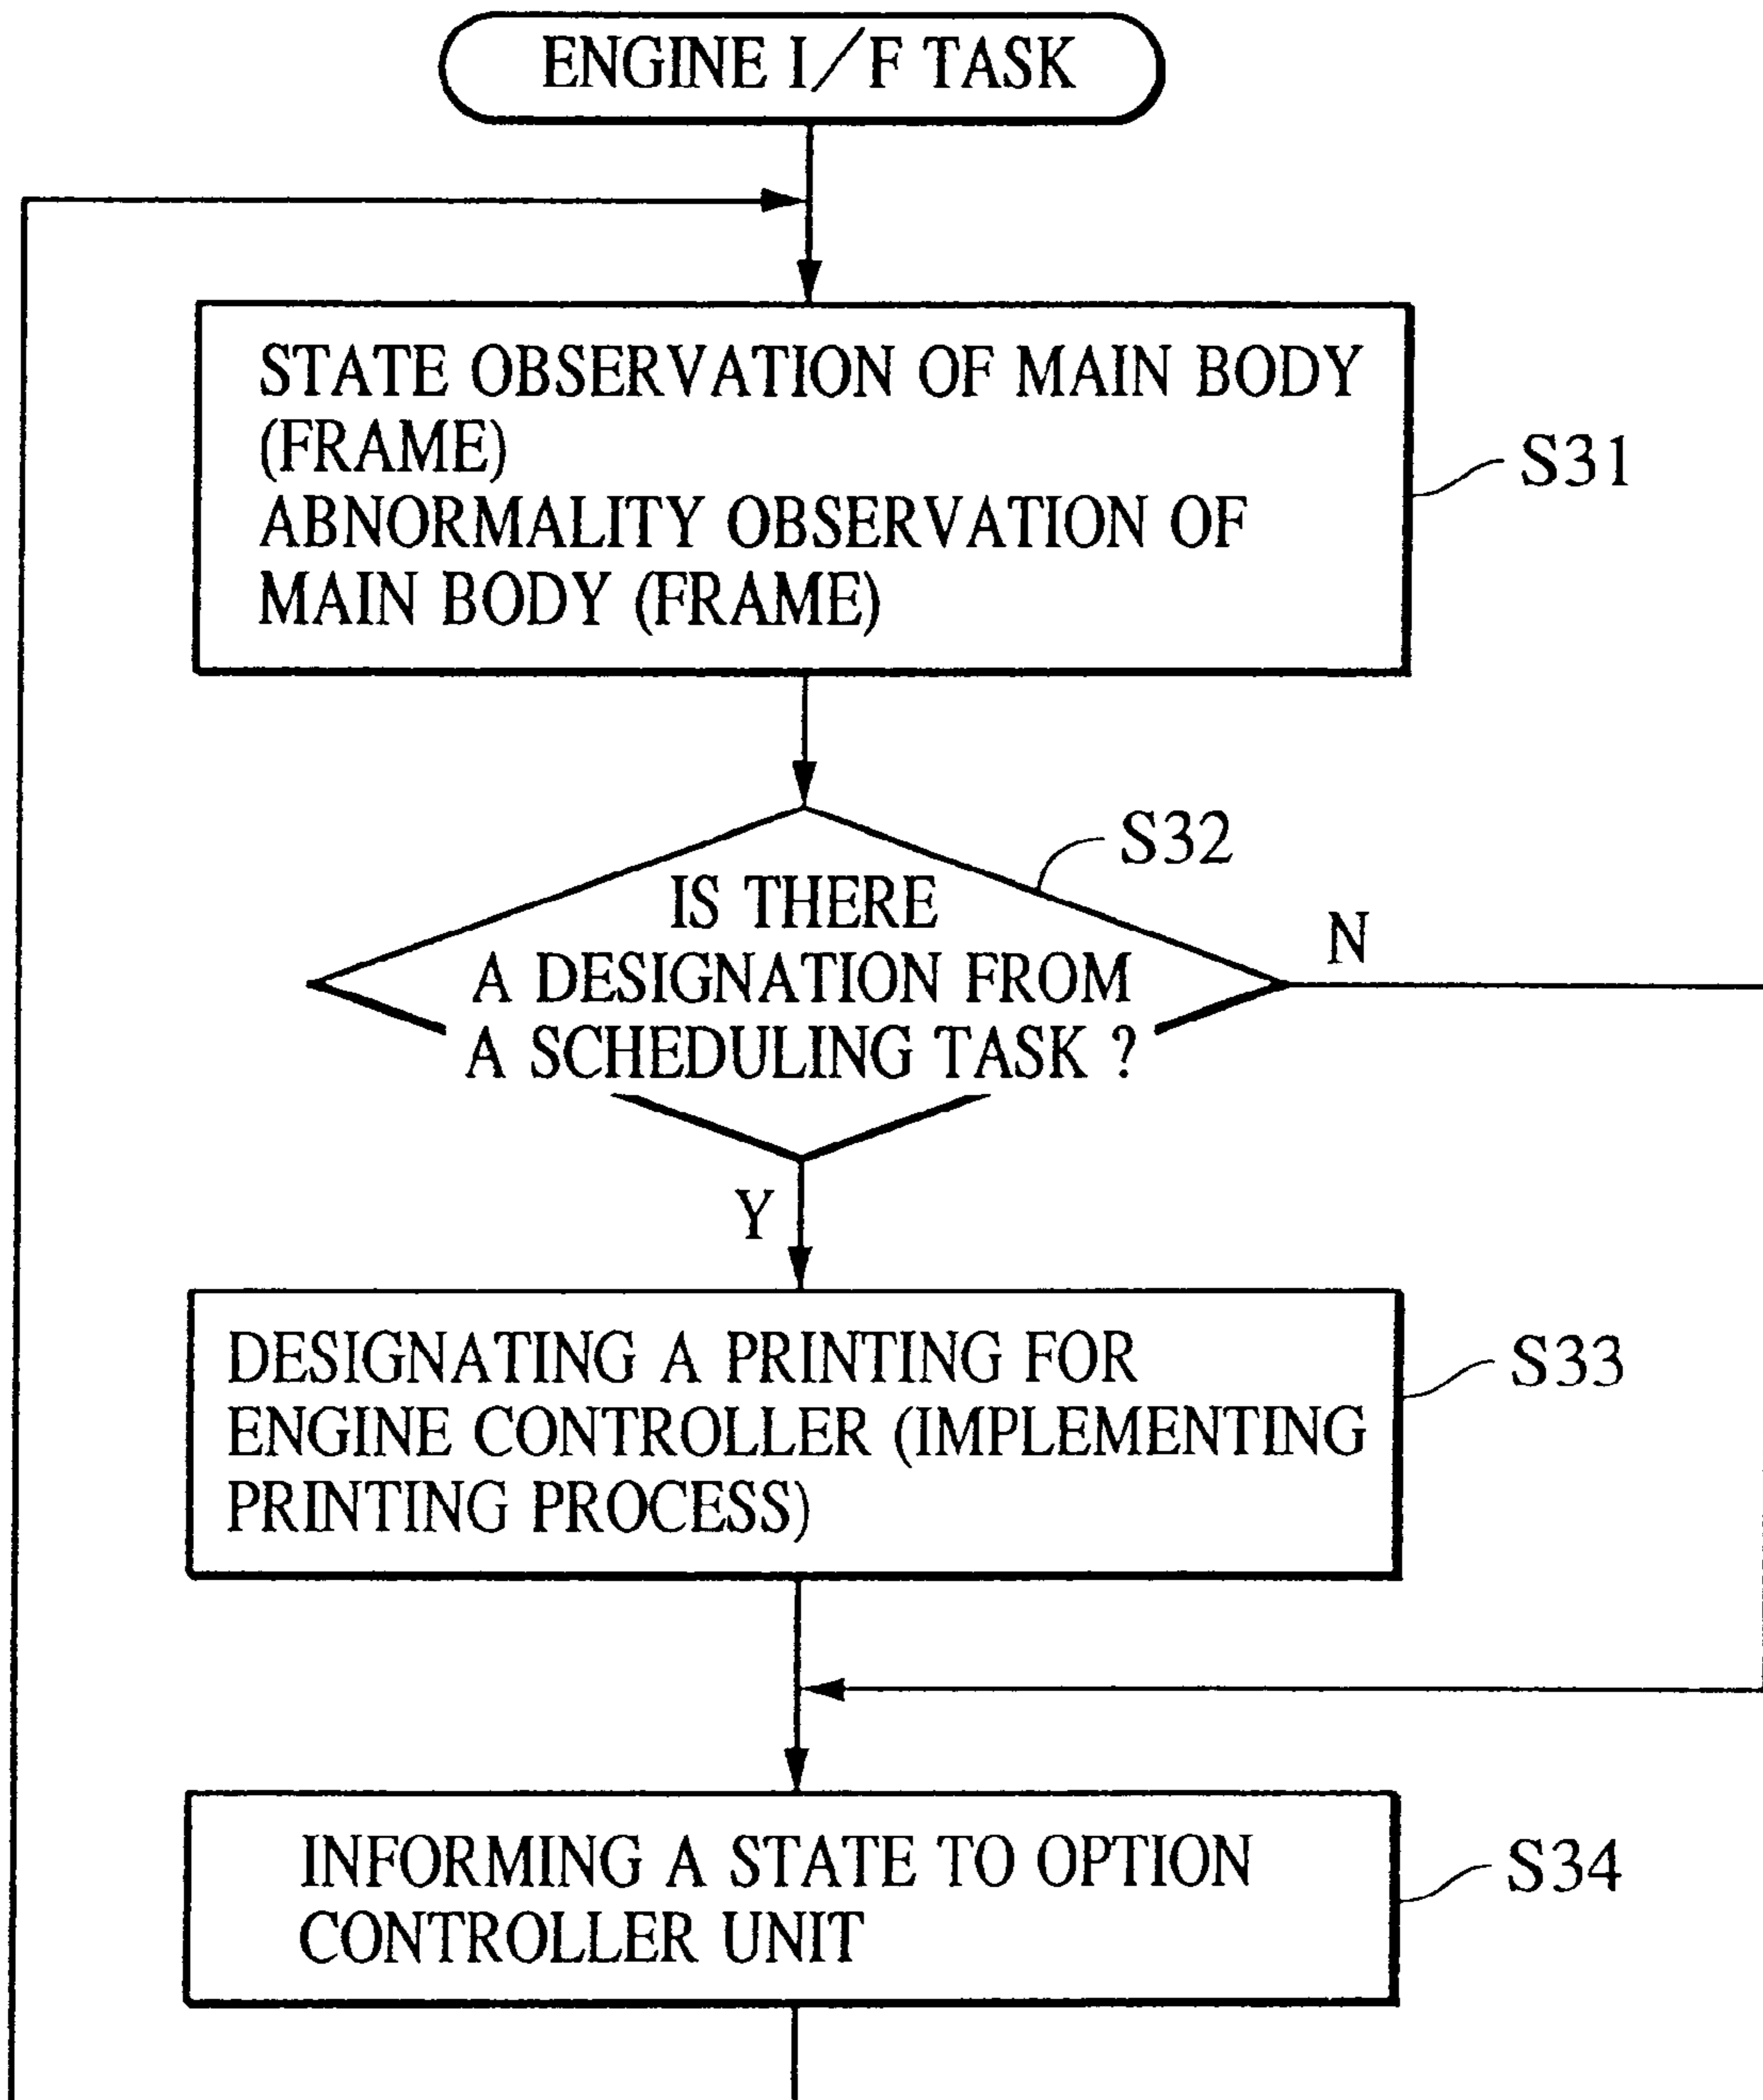 ENGINE I/F TASK
STATE OBSERVATION OF MAIN BODY
(FRAME)
ABNORMALITY OBSERVATION OF
MAIN BODY (FRAME)
S31
S32
IS THERE
A DESIGNATION FROM
A SCHEDULING TASK ?
N
Y
DESIGNATING A PRINTING FOR
ENGINE CONTROLLER (IMPLEMENTING
PRINTING PROCESS)
S33
INFORMING A STATE TO OPTION
CONTROLLER UNIT
S34